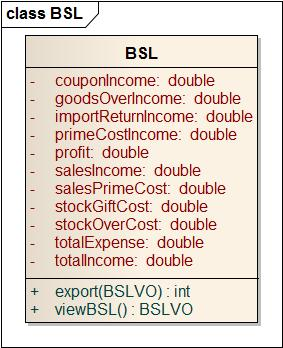 class BSL
BSL
- couponIncome: double
- goodsOverIncome: double
- importReturnIncome: double
- primeCostIncome: double
- profit: double
- salesIncome: double
- salesPrimeCost: double
- stockGiftCost: double
- stockOverCost: double
- totalExpense: double
- totalIncome: double
+ export(BSLVO) : int
+ viewBSL() : BSLVO